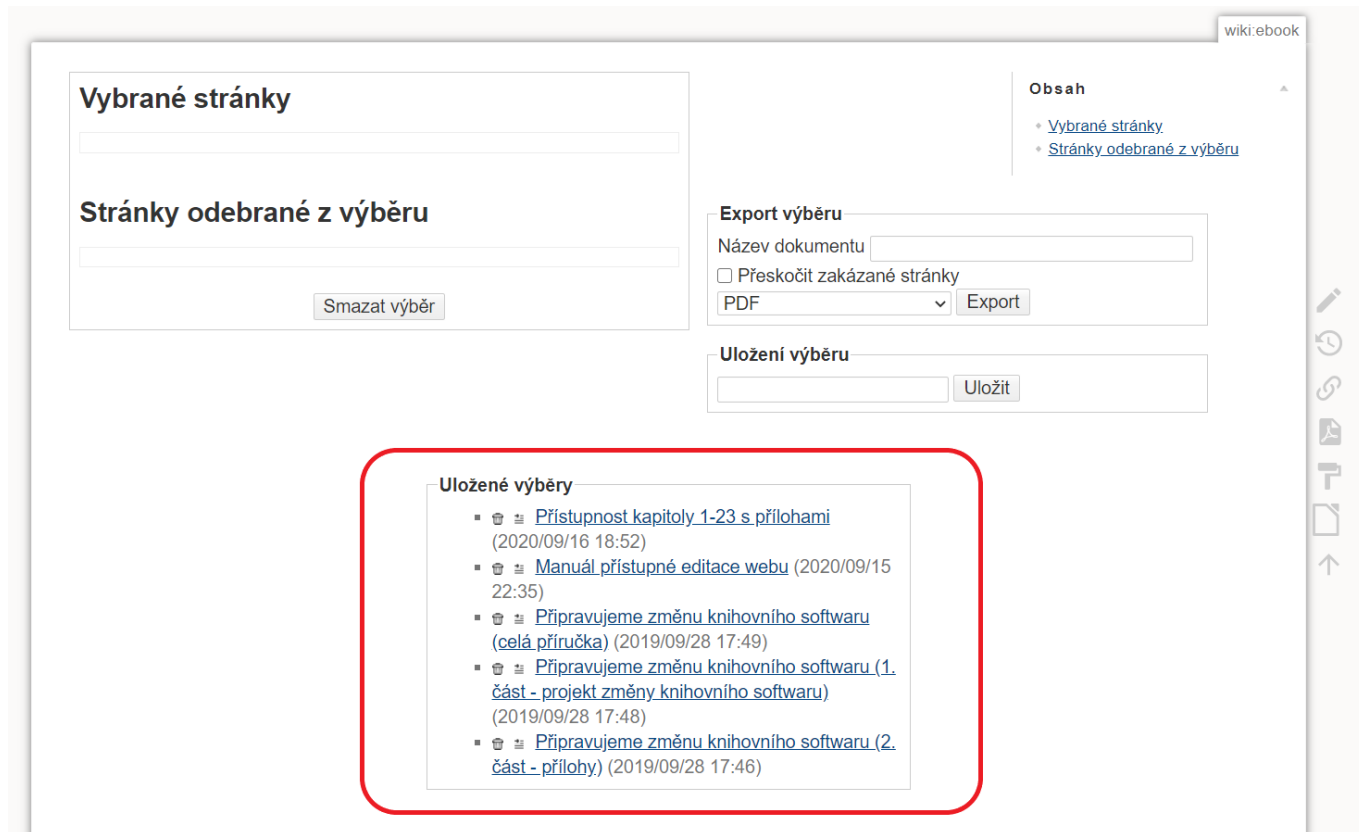 wiki:ebook
Vybrané stránky
Stránky odebrané z výběru
Smazat výběr
Obsah
Vybrané stránky
Stránky odebrané z výběru
Export výběru
Název dokumentu
Přeskočit zakázané stránky
PDF
Export
Uložení výběru
Uložit
Uložené výběry
Přístupnost kapitoly 1-23 s přílohami
(2020/09/16 18:52)
Manuál přístupné editace webu (2020/09/15
22:35)
Připravujeme změnu knihovního softwaru
(celá příručka) (2019/09/28 17:49)
Připravujeme změnu knihovního softwaru (1.
část - projekt změny knihovního softwaru)
(2019/09/28 17:48)
Připravujeme změnu knihovního softwaru (2.
část - přílohy) (2019/09/28 17:46)